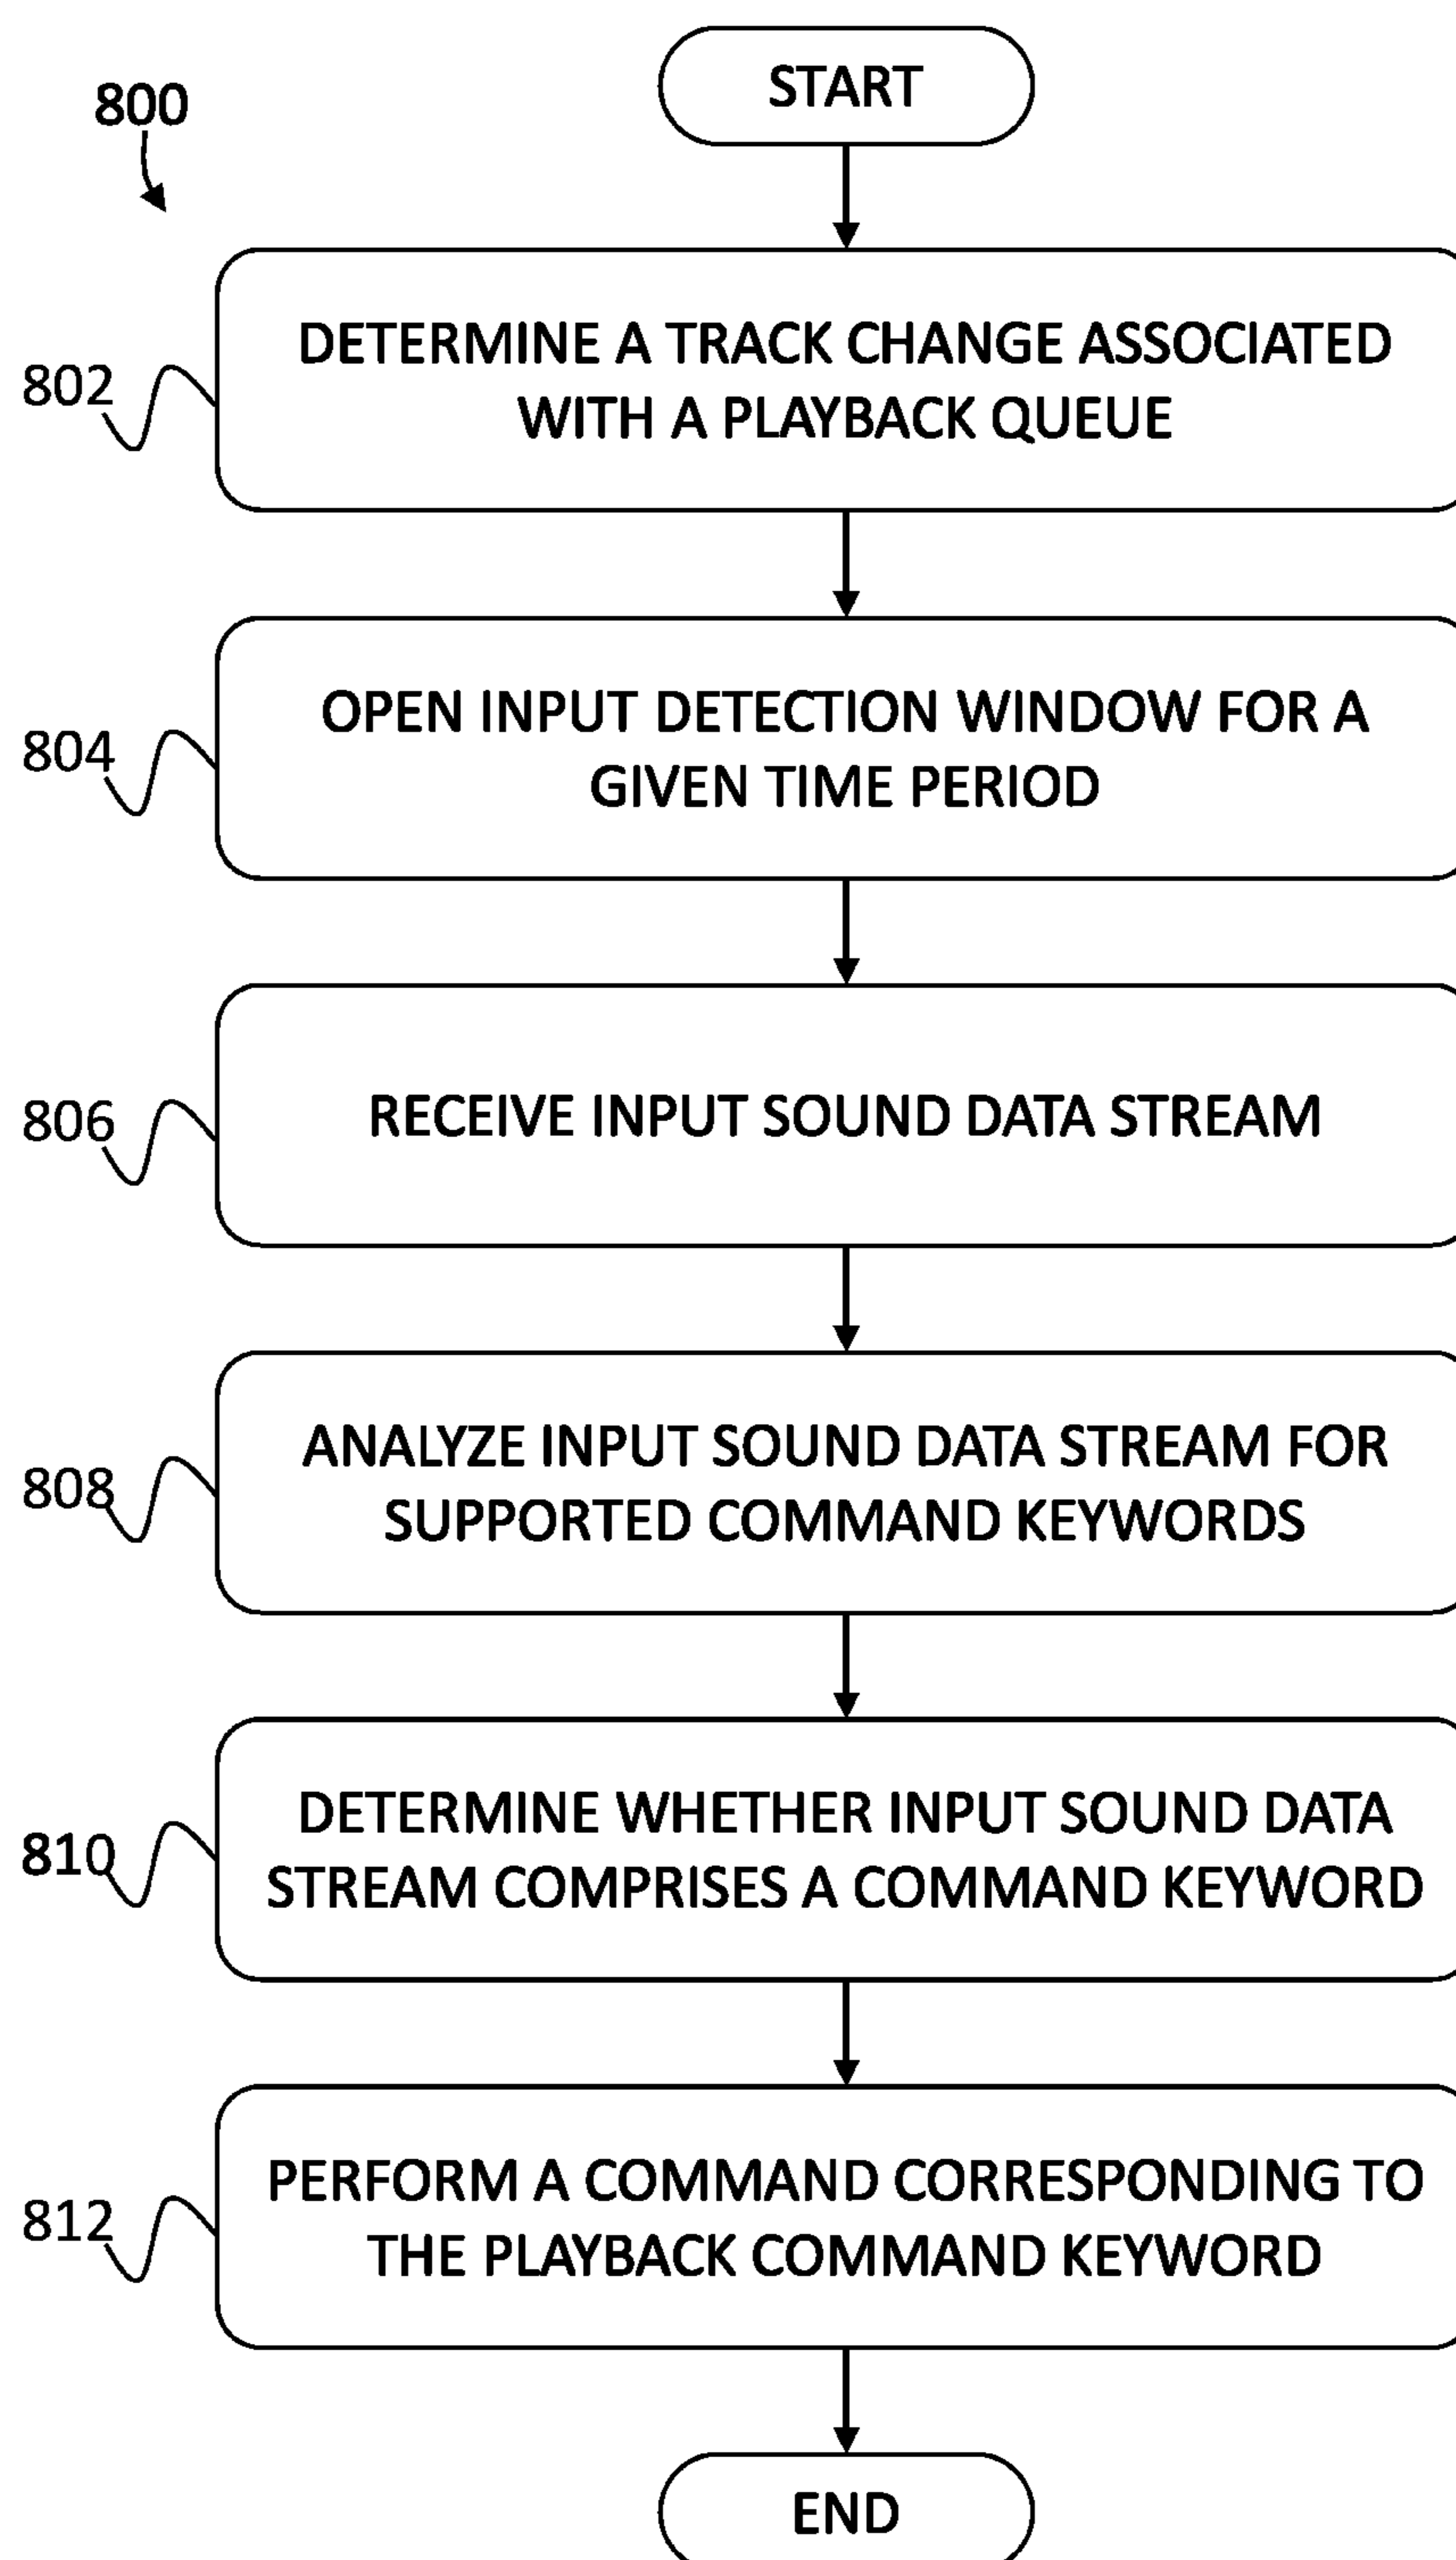 START
800
DETERMINE A TRACK CHANGE ASSOCIATED
WITH A PLAYBACK QUEUE
802
OPEN INPUT DETECTION WINDOW FOR A
GIVEN TIME PERIOD
804
RECEIVE INPUT SOUND DATA STREAM
806
ANALYZE INPUT SOUND DATA STREAM FOR
SUPPORTED COMMAND KEYWORDS
808
DETERMINE WHETHER INPUT SOUND DATA
STREAM COMPRISES A COMMAND KEYWORD
810
PERFORM A COMMAND CORRESPONDING TO
THE PLAYBACK COMMAND KEYWORD
812
END